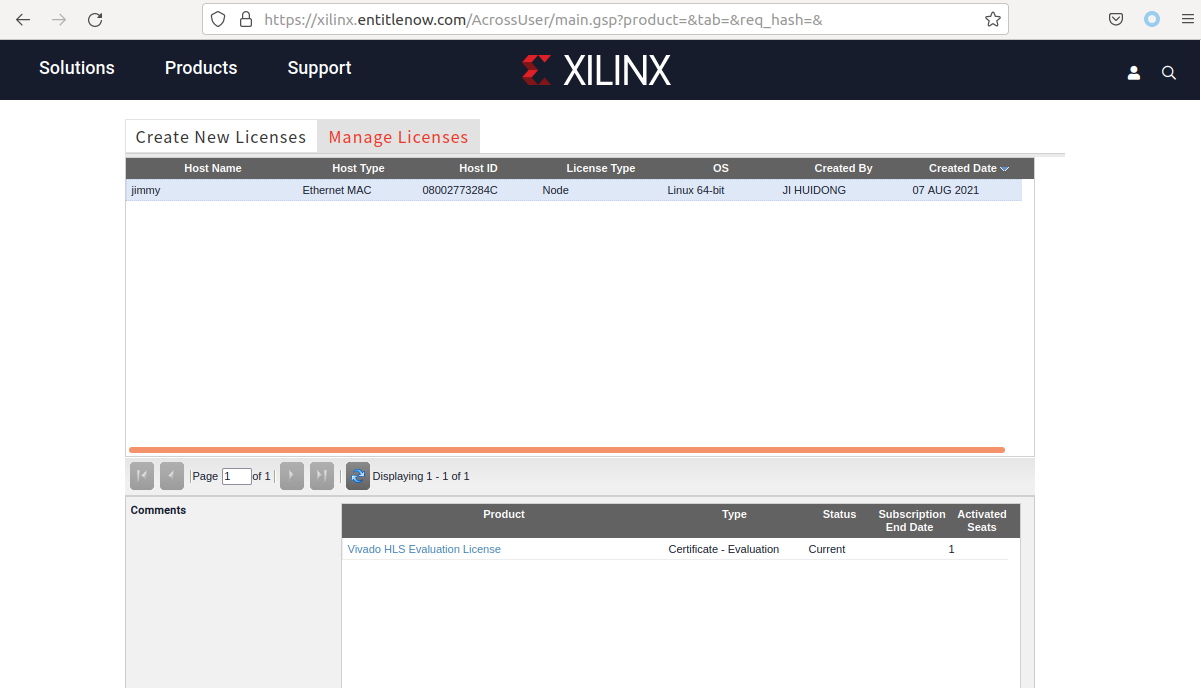 https://xilinx.entitlenow.com/AcrossUser/main.gsp?product=&tab=&req_hash=&
Solutions Products Support XILINX
Create New Licenses Manage Licenses
Host Name Host Type Host ID License Type OS Created By Created Date
jimmy Ethernet MAC 08002773284C Node Linux 64-bit JI HUIDONG 07 AUG 2021
Page 1 of 1 Displaying 1 - 1 of 1
Comments
Product Type Status Subscription End Date Activated Seats
Vivado HLS Evaluation License Certificate - Evaluation Current 1